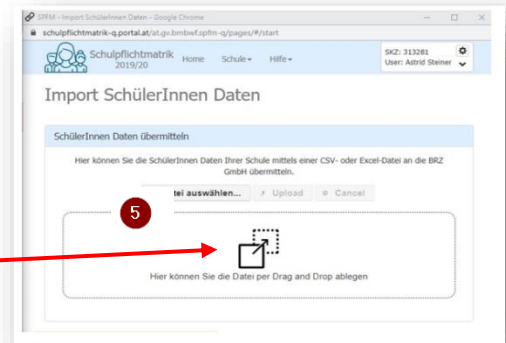 SPFM - Import SchülerInnen Daten - Google Chrome
schulpflichtmatrik-q.portal.at/at.gv.bmbwf.spfm-q/pages/#/start
Schulpflichtmatrik
2019/20
Home Schule Hilfe
SKZ: 313281
User: Astrid Steiner
Import SchülerInnen Daten
SchülerInnen Daten übermitteln
Hier können Sie die SchülerInnen Daten Ihrer Schule mittels einer CSV- oder Excel-Datei an die BRZ
GmbH übermitteln.
tei auswählen... Upload Cancel
5
Hier können Sie die Datei per Drag and Drop ablegen